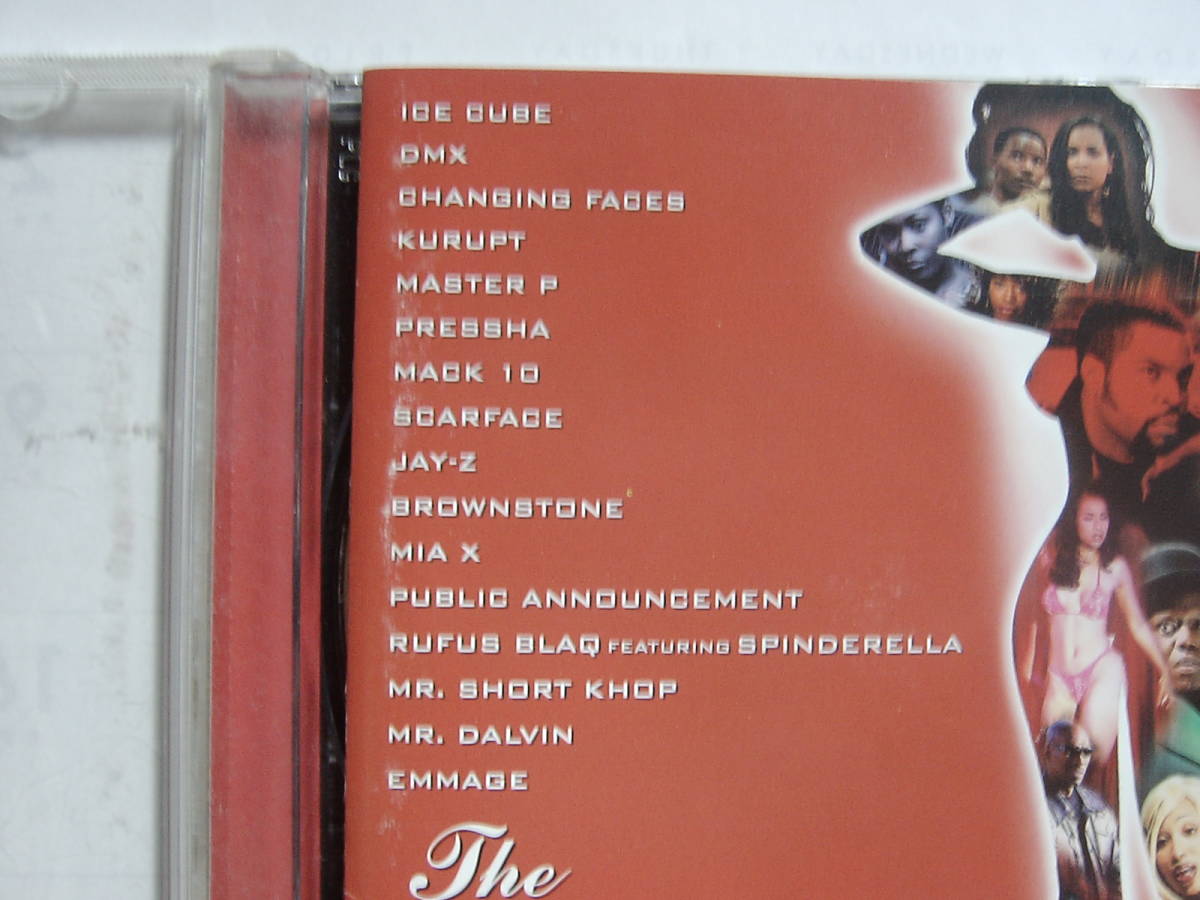 ICE CUBE
DMX
CHANGING FACES
KURUPT
MASTER P
PRESSHA
MACK 10
SCARFACE
JAY-Z
BROWNSTONE
MIA X
PUBLIC ANNOUNCEMENT
RUFUS BLAQ FEATURING SPINDERELLA
MR. SHORT KHOP
MR. DALVIN
EMMAGE
The